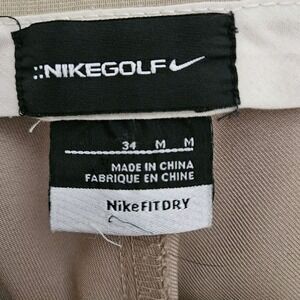 ::NIKEGOLF
34 M M
MADE IN CHINA
FABRIQUE EN CHINE
NikeFITDRY